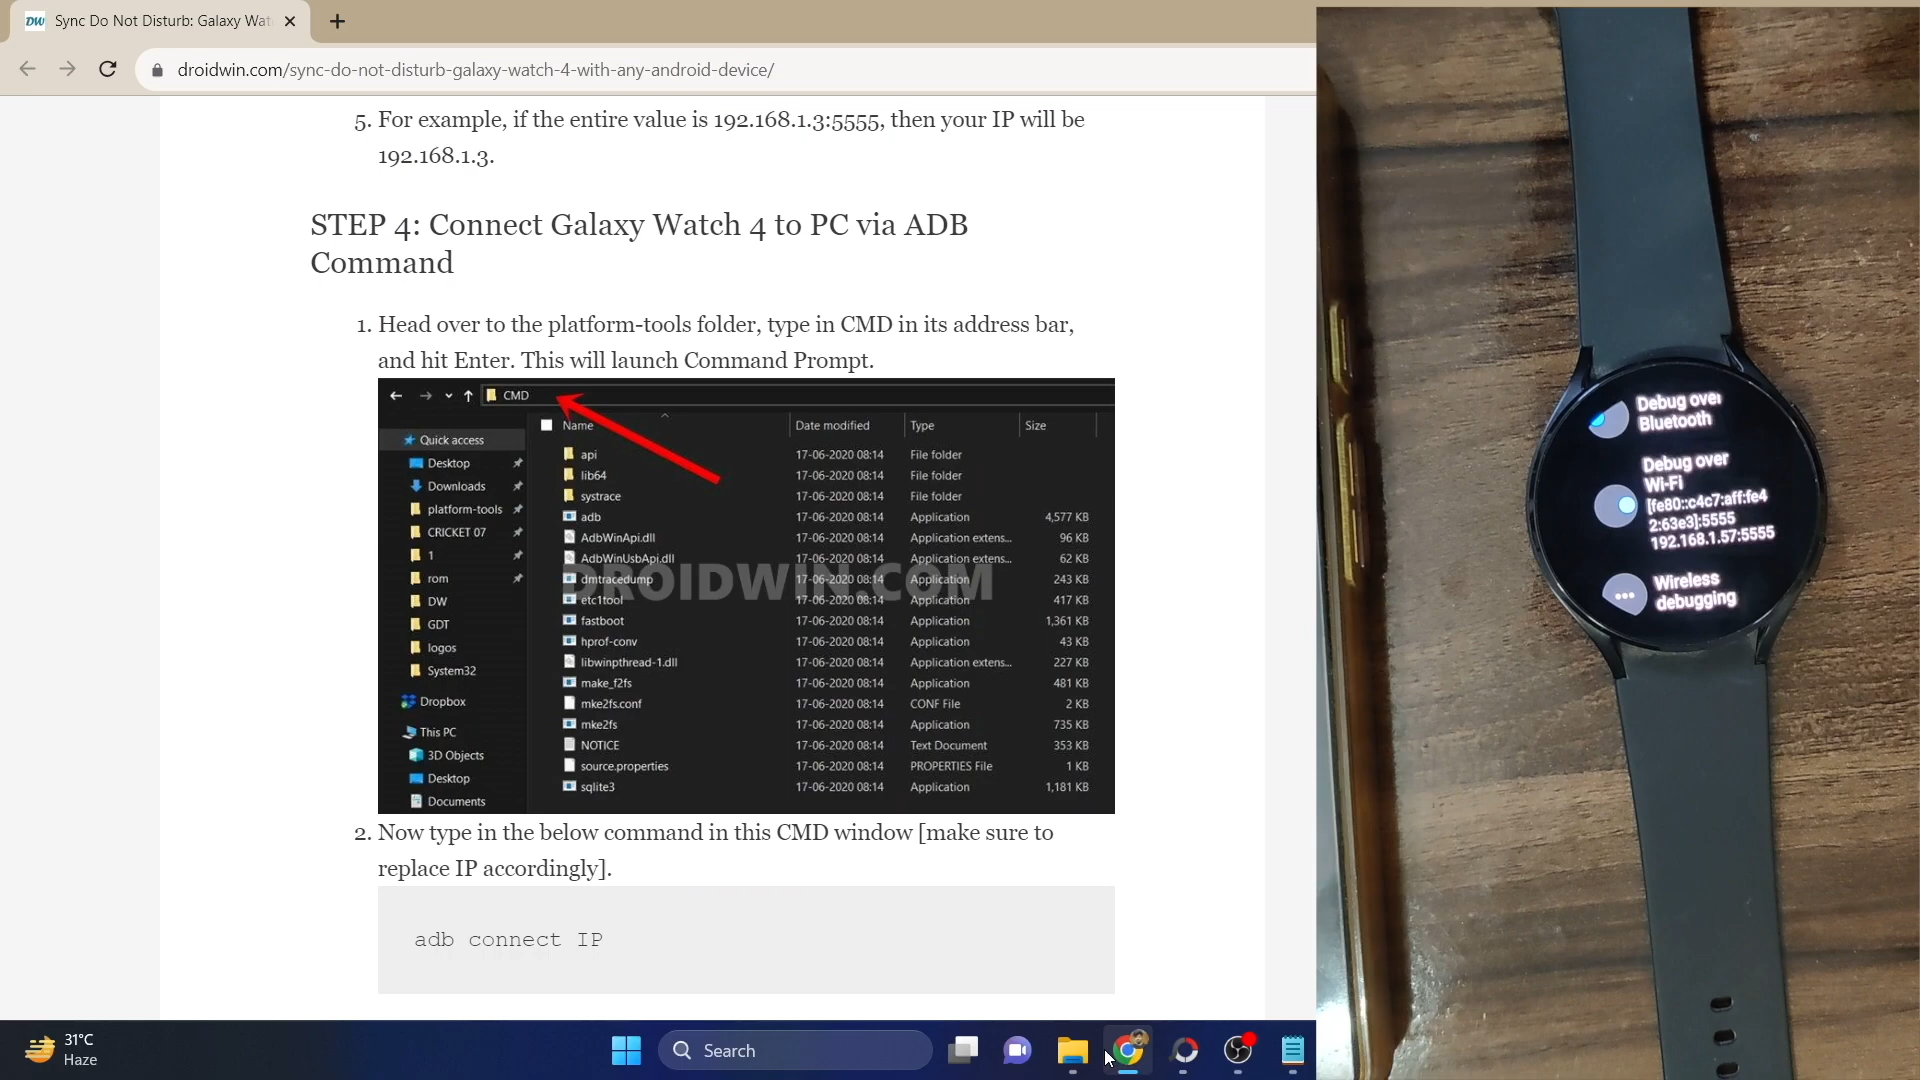 Sync Do Not Disturb: Galaxy Wat
droidwin.com/sync-do-not-disturb-galaxy-watch-4-with-any-android-device/
5. For example, if the entire value is 192.168.1.3:5555, then your IP will be
192.168.1.3.
STEP 4: Connect Galaxy Watch 4 to PC via ADB
Command
1. Head over to the platform-tools folder, type in CMD in its address bar,
and hit Enter. This will launch Command Prompt.
CMD
Name Date modified Type Size
Quick access
Desktop
Downloads
platform-tools
CRICKET 07
1
rom
DW
GDT
logos
System32
Dropbox
This PC
3D Objects
Desktop
Documents
api 17-06-2020 08:14 File folder
lib64 17-06-2020 08:14 File folder
systrace 17-06-2020 08:14 File folder
adb 17-06-2020 08:14 Application 4,577 KB
AdbWinApi.dll 17-06-2020 08:14 Application extens... 96 KB
AdbWinUsbApi.dll 17-06-2020 08:14 Application extens... 62 KB
dmtracedump 17-06-2020 08:14 Application 243 KB
etc1tool 17-06-2020 08:14 Application 417 KB
fastboot 17-06-2020 08:14 Application 1,361 KB
hprof-conv 17-06-2020 08:14 Application 43 KB
libwinpthread-1.dll 17-06-2020 08:14 Application extens... 227 KB
make_f2fs 17-06-2020 08:14 Application 481 KB
mke2fs.conf 17-06-2020 08:14 CONF File 2 KB
mke2fs 17-06-2020 08:14 Application 735 KB
NOTICE 17-06-2020 08:14 Text Document 353 KB
source.properties 17-06-2020 08:14 PROPERTIES File 1 KB
sqlite3 17-06-2020 08:14 Application 1,181 KB
DROIDWIN.COM
2. Now type in the below command in this CMD window [make sure to
replace IP accordingly].
adb connect IP
31°C
Haze
Search
Debug over
Bluetooth
Debug over
Wi-Fi
[fe80::c4c7:aff:fe4
2:63e3]:5555
192.168.1.57:5555
Wireless
debugging